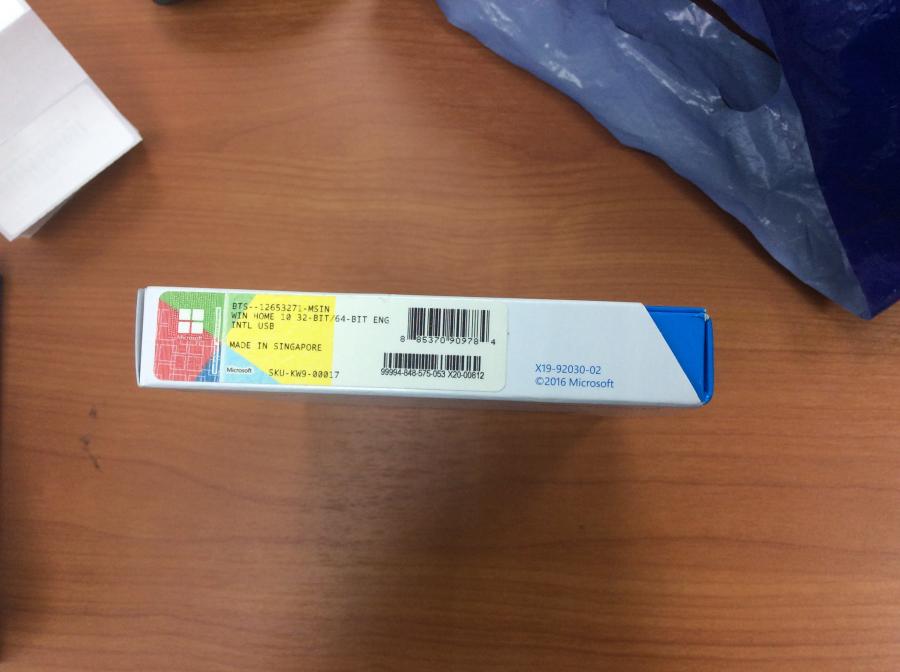 BTS--12653271-MSIN
WIN HOME 10 32-BIT/64-BIT ENG
INTL USB
MADE IN SINGAPORE
SKU-KW9-00017
Microsoft
Microsoft
8 85370 90978 4
99994-848-575-053 X20-00812
X19-92030-02
©2016 Microsoft